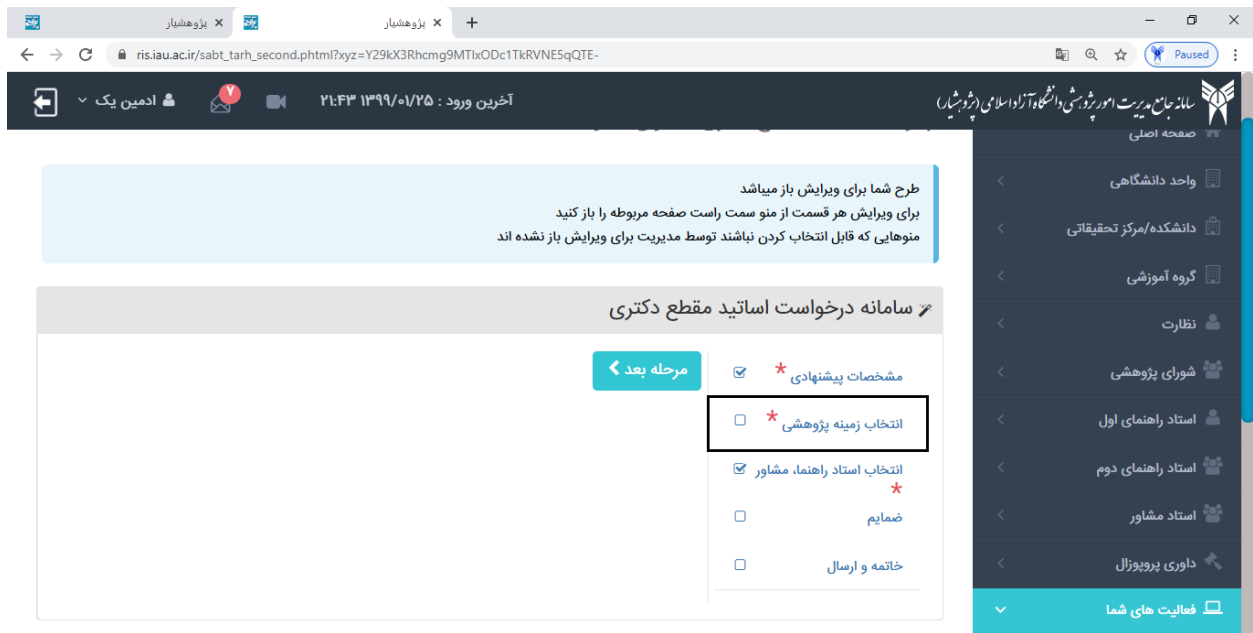 پژوهشیار
پژوهشیار
ris.iau.ac.ir/sabt_tarh_second.phtml?xyz=Y29kX3Rhcmg9MTIxODc1TkRVNE5qQTE-
Paused
سامانه جامع مدیریت امور پژوهشی دانشگاه آزاد اسلامی (پژوهشیار)
آخرین ورود : ۱۳۹۹/۰۱/۲۵ ۲۱:۴۳
۷
ادمین یک
صفحه اصلی
واحد دانشگاهی
دانشکده/مرکز تحقیقاتی
گروه آموزشی
نظارت
شورای پژوهشی
استاد راهنمای اول
استاد راهنمای دوم
استاد مشاور
داوری پروپوزال
فعالیت های شما
طرح شما برای ویرایش باز میباشد
برای ویرایش هر قسمت از منو سمت راست صفحه مربوطه را باز کنید
منوهایی که قابل انتخاب کردن نباشند توسط مدیریت برای ویرایش باز نشده اند
سامانه درخواست اساتید مقطع دکتری
مشخصات پیشنهادی *
مرحله بعد
انتخاب زمینه پژوهشی *
انتخاب استاد راهنما، مشاور
*
ضمایم
خاتمه و ارسال